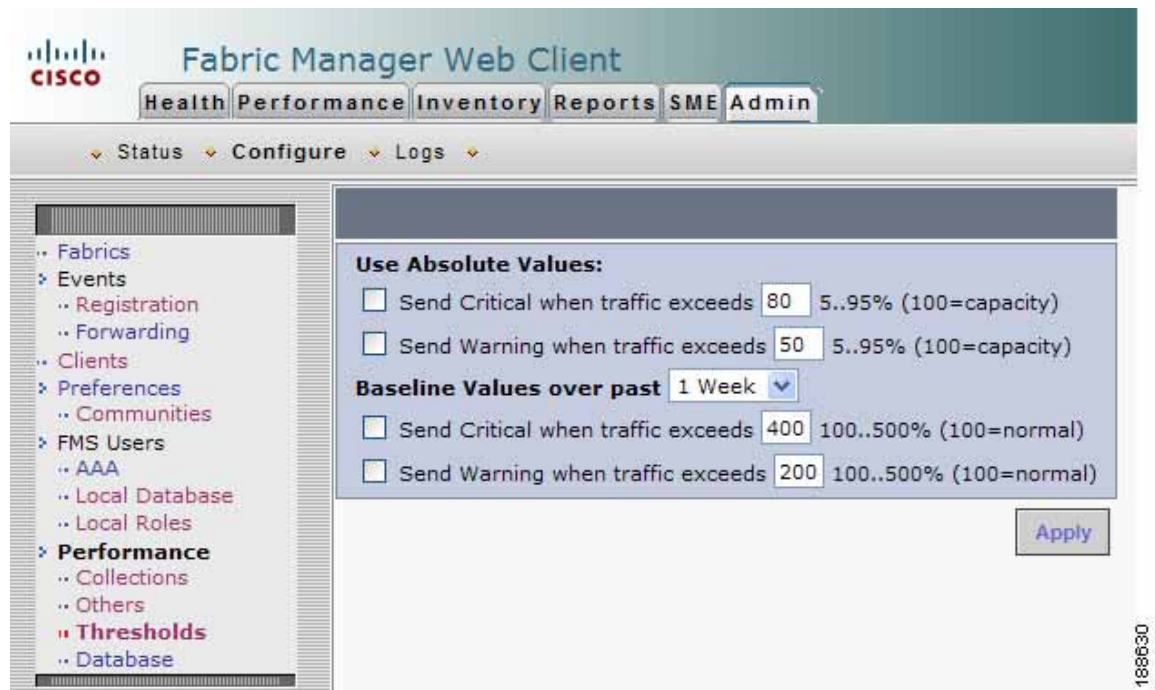 cisco
Fabric Manager Web Client
Health Performance Inventory Reports SME Admin
Status Configure Logs
Fabrics
Events
Registration
Forwarding
Clients
Preferences
Communities
FMS Users
AAA
Local Database
Local Roles
Performance
Collections
Others
Thresholds
Database
Use Absolute Values:
Send Critical when traffic exceeds 80 5..95% (100=capacity)
Send Warning when traffic exceeds 50 5..95% (100=capacity)
Baseline Values over past 1 Week
Send Critical when traffic exceeds 400 100..500% (100=normal)
Send Warning when traffic exceeds 200 100..500% (100=normal)
Apply
188630